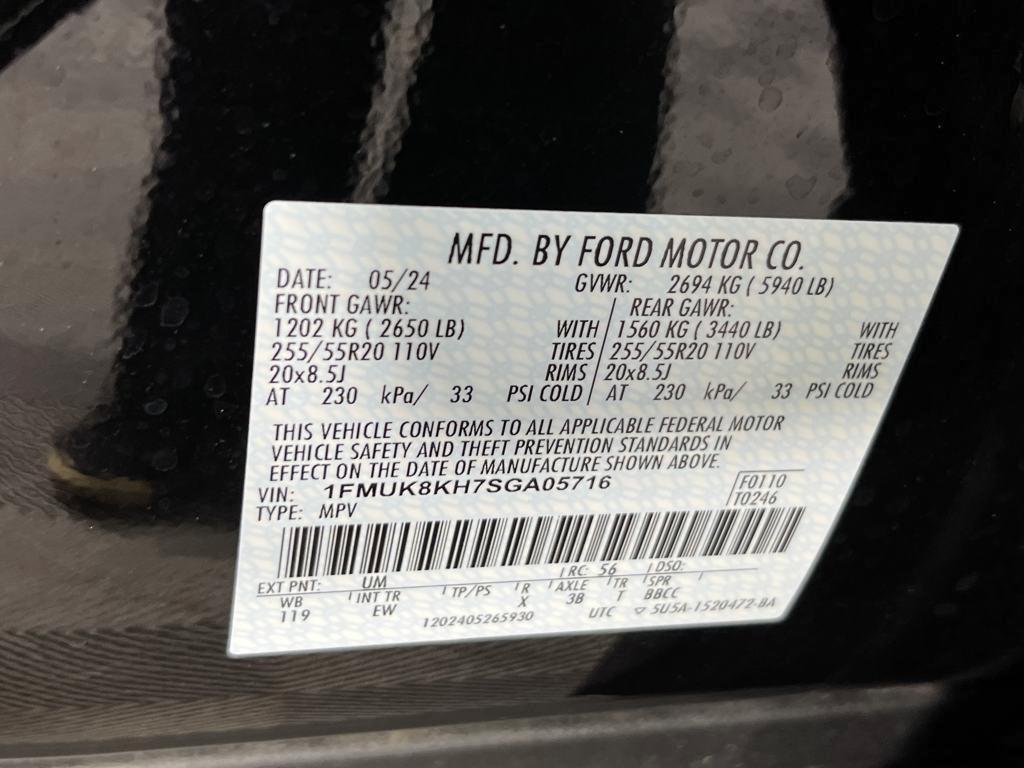 MFD. BY FORD MOTOR CO.
DATE: 05/24 GVWR: 2694 KG ( 5940 LB)
FRONT GAWR: REAR GAWR:
1202 KG ( 2650 LB) WITH 1560 KG ( 3440 LB) WITH
255/55R20 110V TIRES 255/55R20 110V TIRES
20x8.5J RIMS 20x8.5J RIMS
AT 230 kPa/ 33 PSI COLD AT 230 kPa/ 33 PSI COLD
THIS VEHICLE CONFORMS TO ALL APPLICABLE FEDERAL MOTOR
VEHICLE SAFETY AND THEFT PREVENTION STANDARDS IN
EFFECT ON THE DATE OF MANUFACTURE SHOWN ABOVE.
VIN: 1FMUK8KH7SGA05716 F0110
TYPE: MPV T0246
EXT PNT: UM RC: 56 DSO:
WB INT TR TP/PS R AXLE TR SPR
119 EW X 3B T BBCC
1202405265930 UTC ▽ 5U5A-1520472-BA